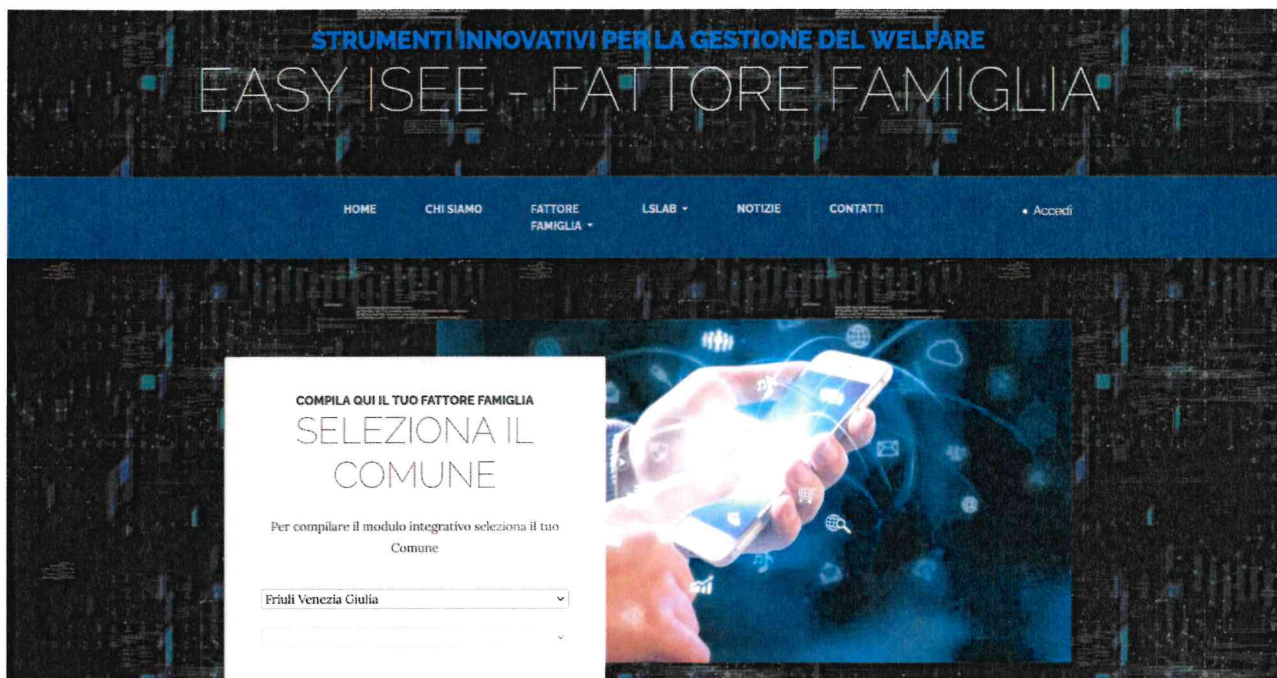 STRUMENTI INNOVATIVI PER LA GESTIONE DEL WELFARE
EASY ISEE - FATTORE FAMIGLIA
HOME
CHI SIAMO
FATTORE
FAMIGLIA
LSLAB
NOTIZIE
CONTATTI
• Accedi
COMPILA QUI IL TUO FATTORE FAMIGLIA
SELEZIONA IL
COMUNE
Per compilare il modulo integrativo seleziona il tuo
Comune
Friuli Venezia Giulia